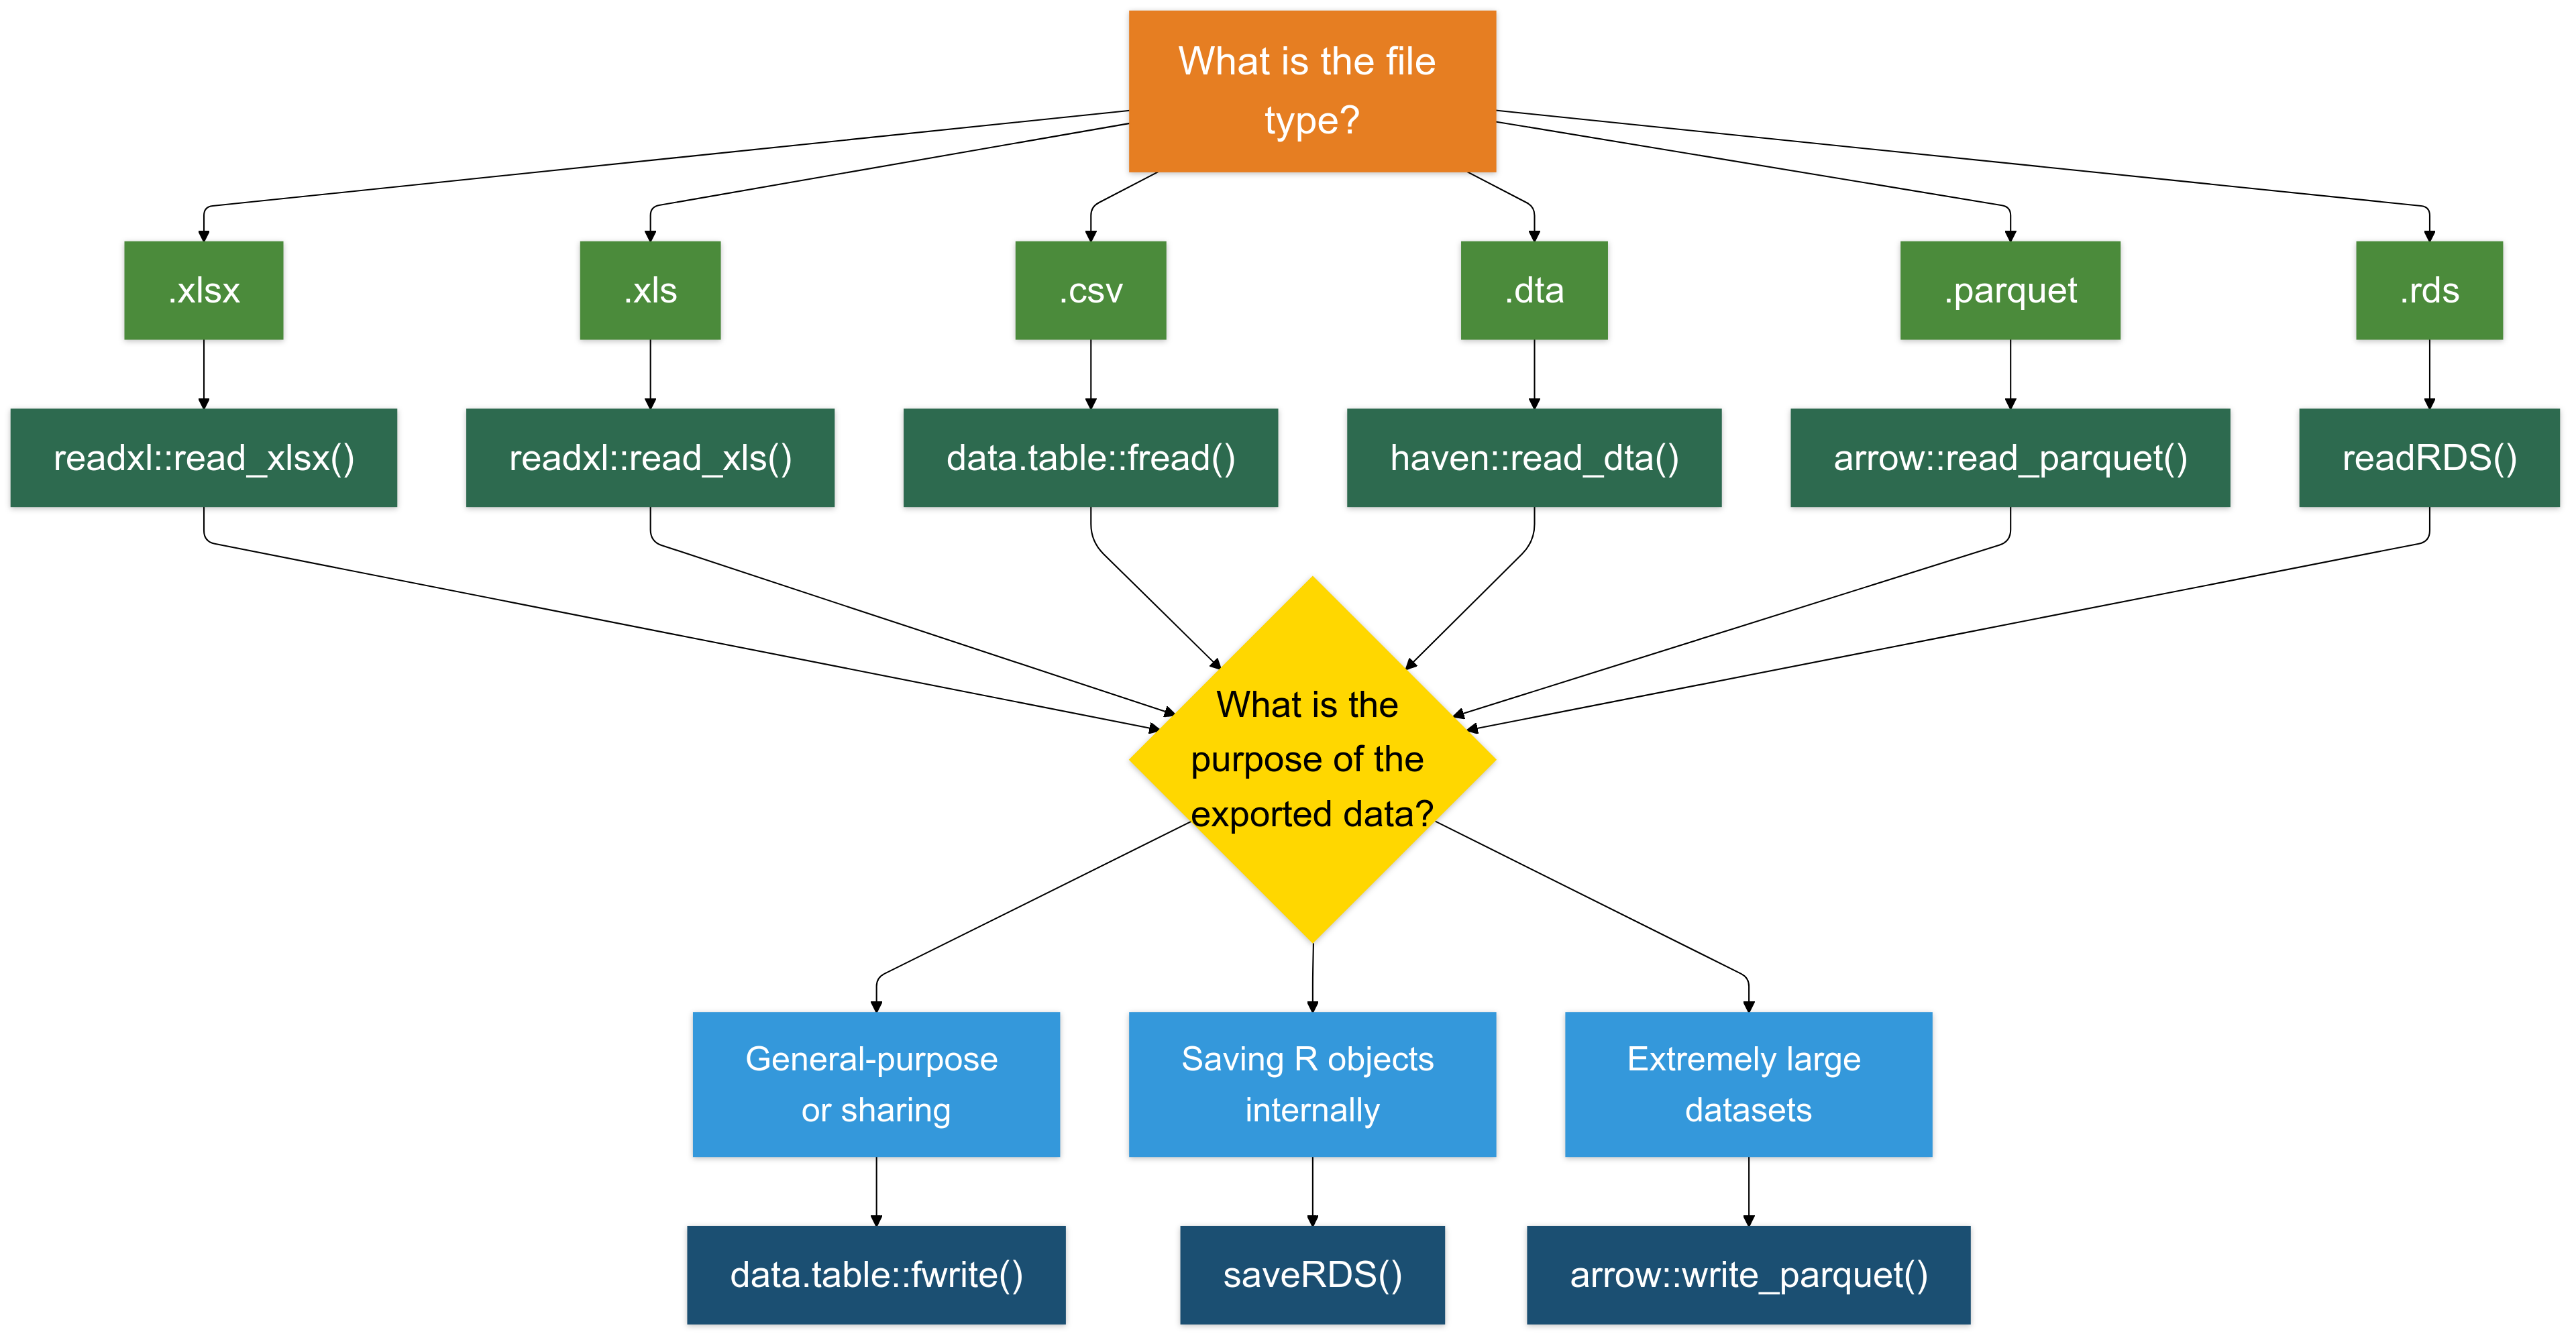 What is the file
type?
.xlsx
.xls
.csv
.dta
.parquet
.rds
readxl::read_xlsx()
readxl::read_xls()
data.table::fread()
haven::read_dta()
arrow::read_parquet()
readRDS()
What is the
purpose of the
exported data?
General-purpose
or sharing
Saving R objects
internally
Extremely large
datasets
data.table::fwrite()
saveRDS()
arrow::write_parquet()